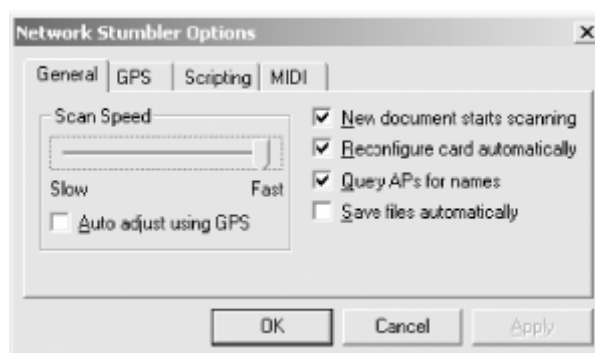 Network Stumbler Options
General GPS Scripting MIDI
Scan Speed
Slow Fast
Auto adjust using GPS
New document starts scanning
Reconfigure card automatically
Query APs for names
Save files automatically
OK Cancel Apply